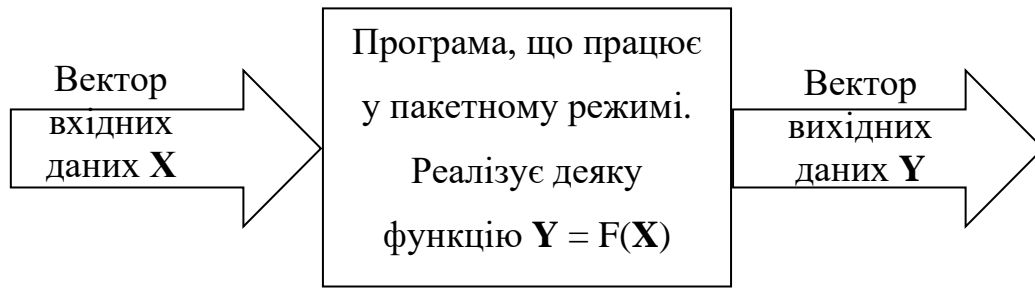 Вектор
вхідних
даних X
Програма, що працює
у пакетному режимі.
Реалізує деяку
функцію Y = F(X)
Вектор
вихідних
даних Y